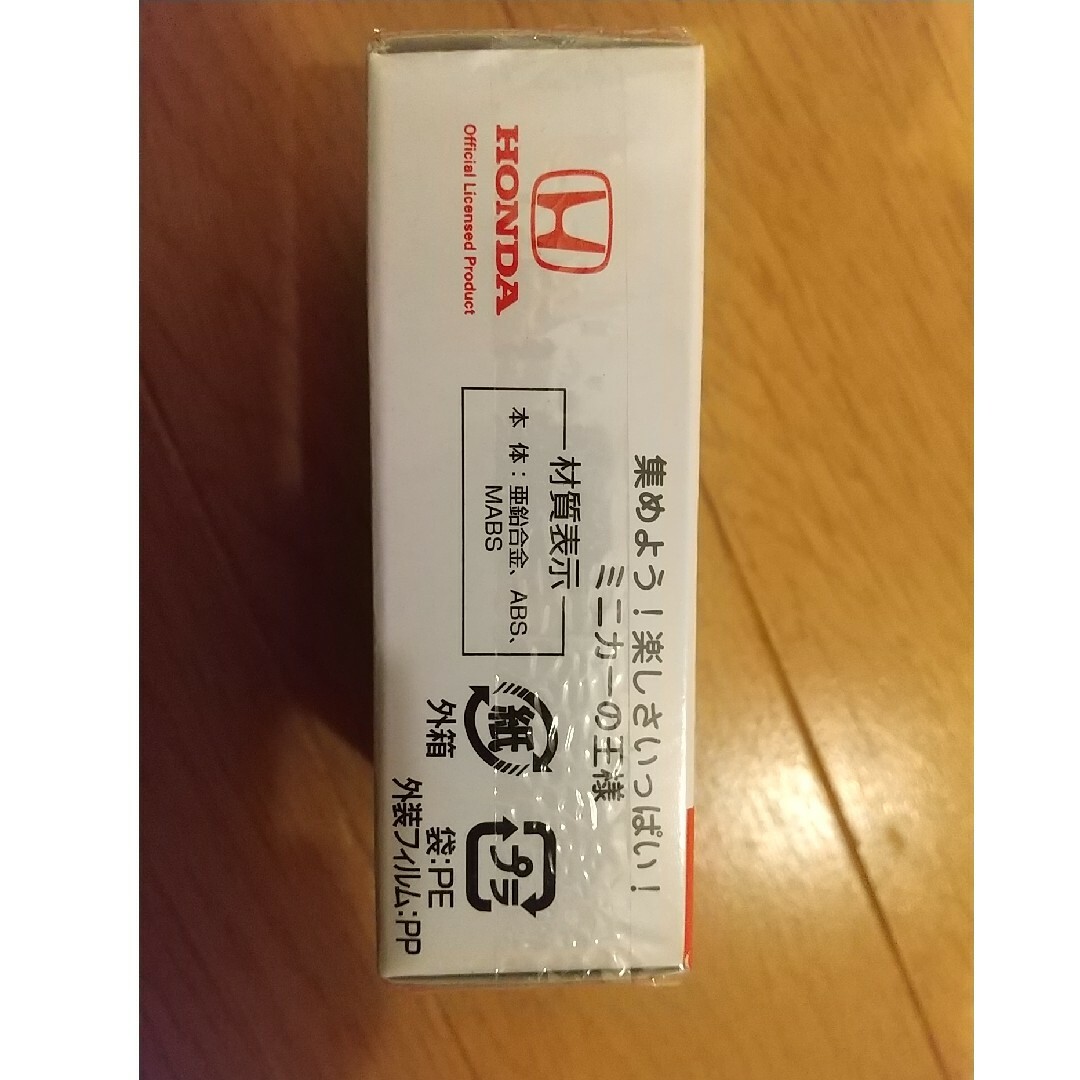 集めよう！楽しさいっぱい！
ミニカーの王様
HONDA
Official Licensed Product
材質表示
本 体：亜鉛合金、ABS、
MABS
紙
外箱
プラ
袋:PE
外装フィルム:PP